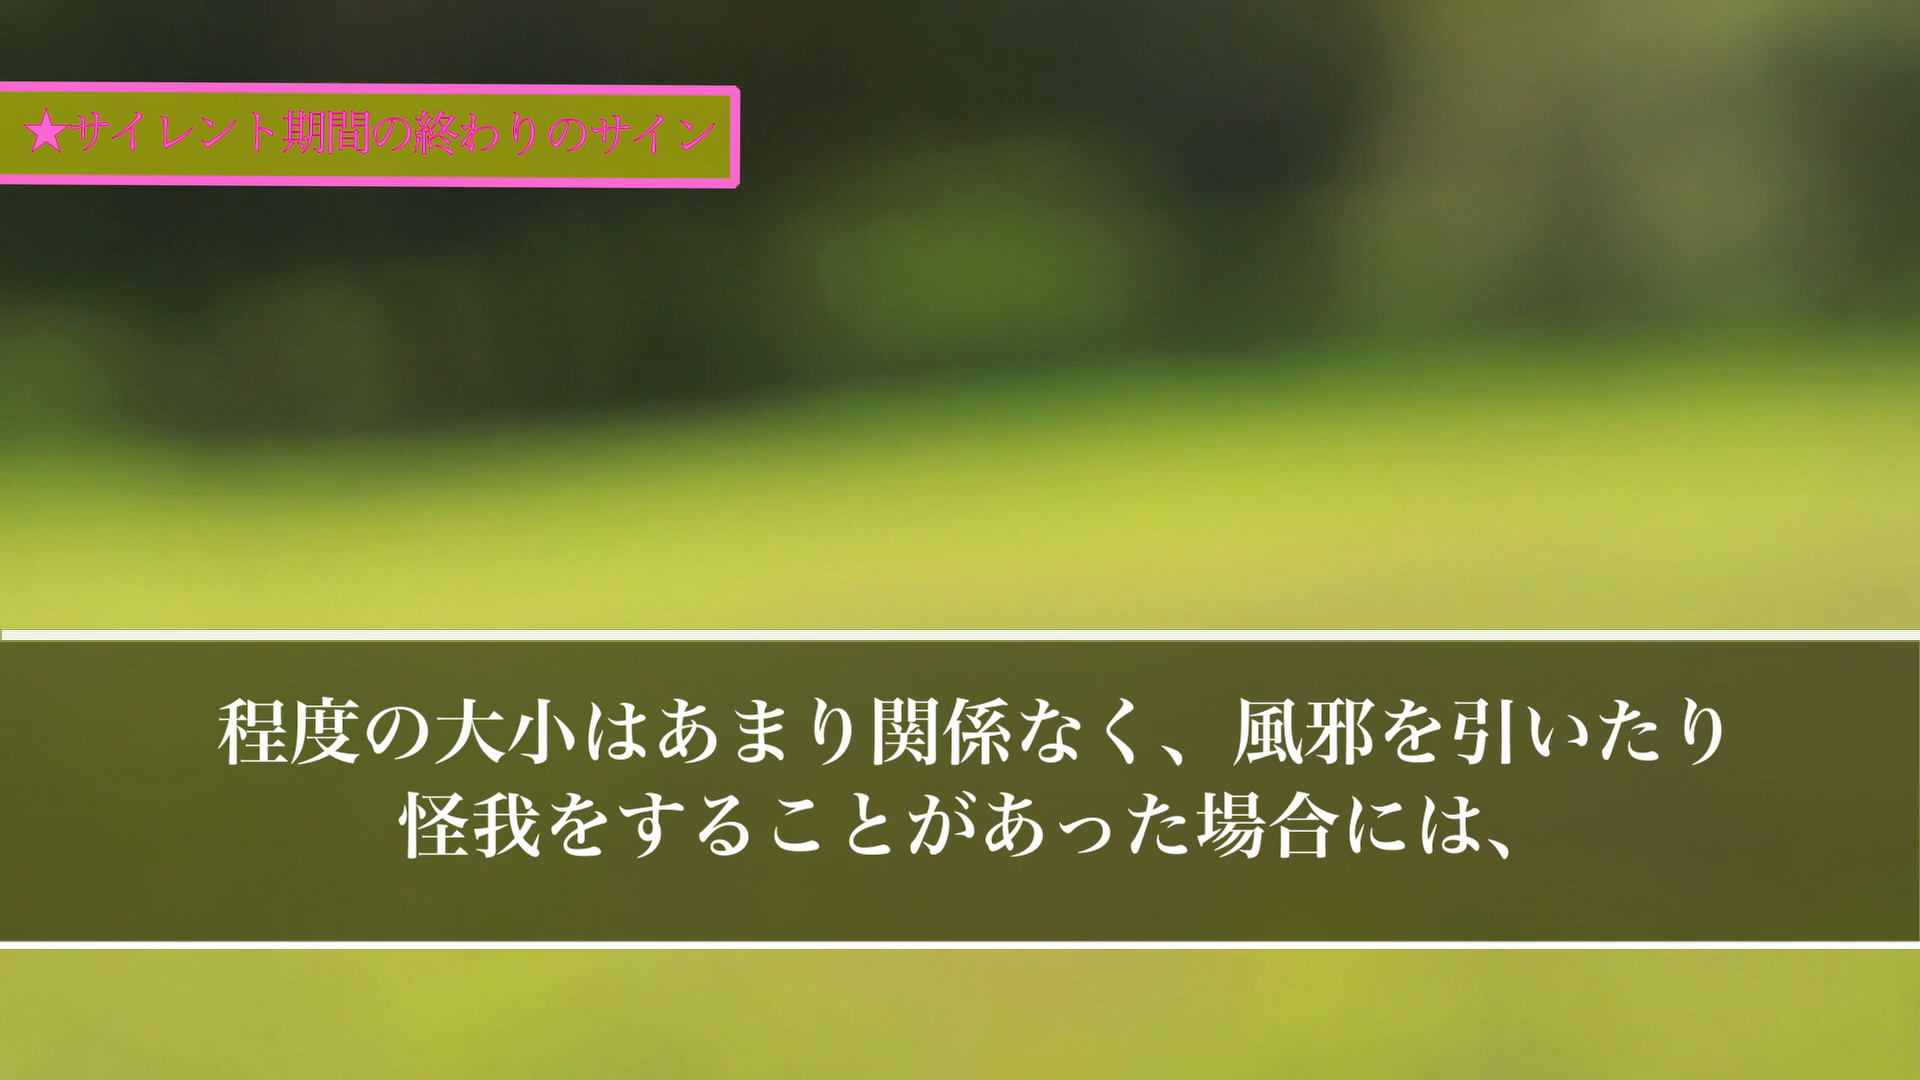 ★サイレント期間の終わりのサイン
程度の大小はあまり関係なく、風邪を引いたり
怪我をすることがあった場合には、